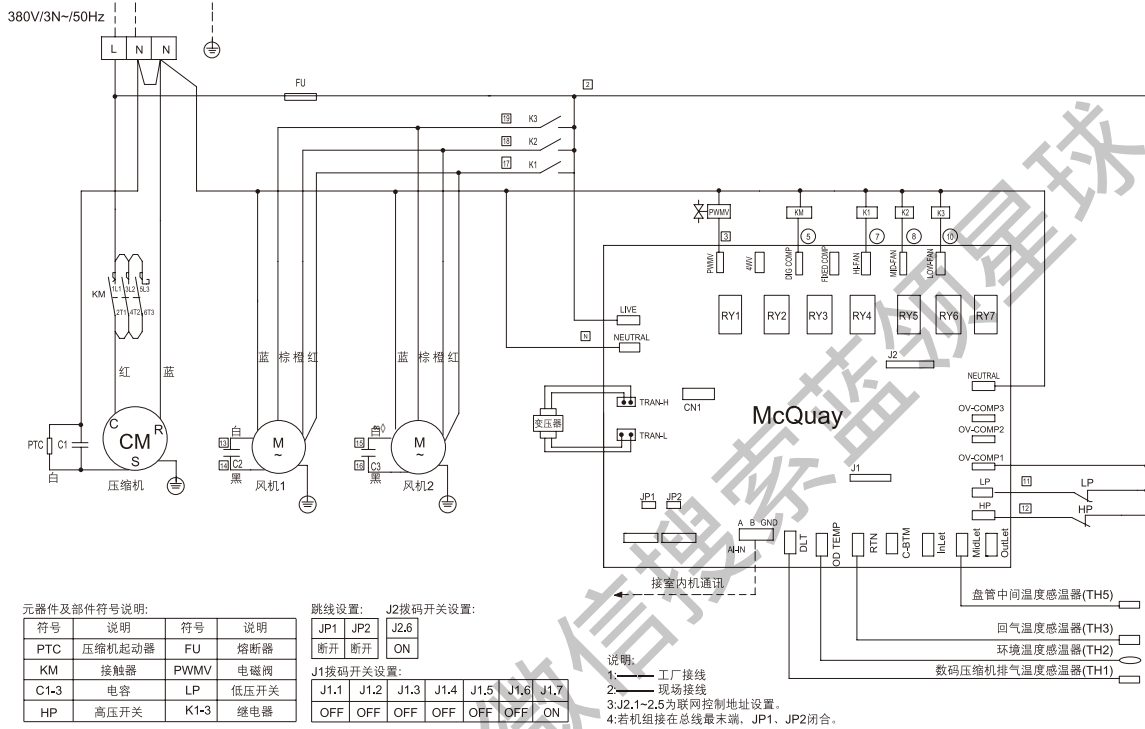 380V/3N~/50Hz
L N N
FU
2
19 K3
18 K2
17 K1
PWMV KM K1 K2 K3
3 5 7 8 10
PWMV 4WV DIG COMP FIXED COMP HI-FAN MID-FAN LOW-FAN
KM
1L1 3L2 5L3
2T1 4T2 6T3
RY1 RY2 RY3 RY4 RY5 RY6 RY7
LIVE
N NEUTRAL
J2
NEUTRAL
红 蓝
蓝 棕 橙 红
蓝 棕 橙 红
TRAN-H
变压器
TRAN-L
CN1
McQuay
OV-COMP3
OV-COMP2
OV-COMP1
PTC C1
C R
CM
S
白
压缩机
白
13
14 C2
黑
M
~
风机1
白
15
16 C3
黑
M
~
风机2
J1
LP 11 LP
HP 12 HP
JP1 JP2
A B GND
AI-IN
DLT OD TEMP RTN C-BTM InLet MidLet OutLet
接室内机通讯
盘管中间温度感温器(TH5)
回气温度感温器(TH3)
环境温度感温器(TH2)
数码压缩机排气温度感温器(TH1)
元器件及部件符号说明:
符号 说明 符号 说明
PTC 压缩机起动器 FU 熔断器
KM 接触器 PWMV 电磁阀
C1-3 电容 LP 低压开关
HP 高压开关 K1-3 继电器
跳线设置: J2拨码开关设置:
JP1 JP2 J2.6
断开 断开 ON
J1拨码开关设置:
J1.1 J1.2 J1.3 J1.4 J1.5 J1.6 J1.7
OFF OFF OFF OFF OFF OFF ON
说明:
1: 工厂接线
2: 现场接线
3:J2.1~2.5为联网控制地址设置。
4:若机组接在总线最末端、JP1、JP2闭合。
微信搜索蓝领星球